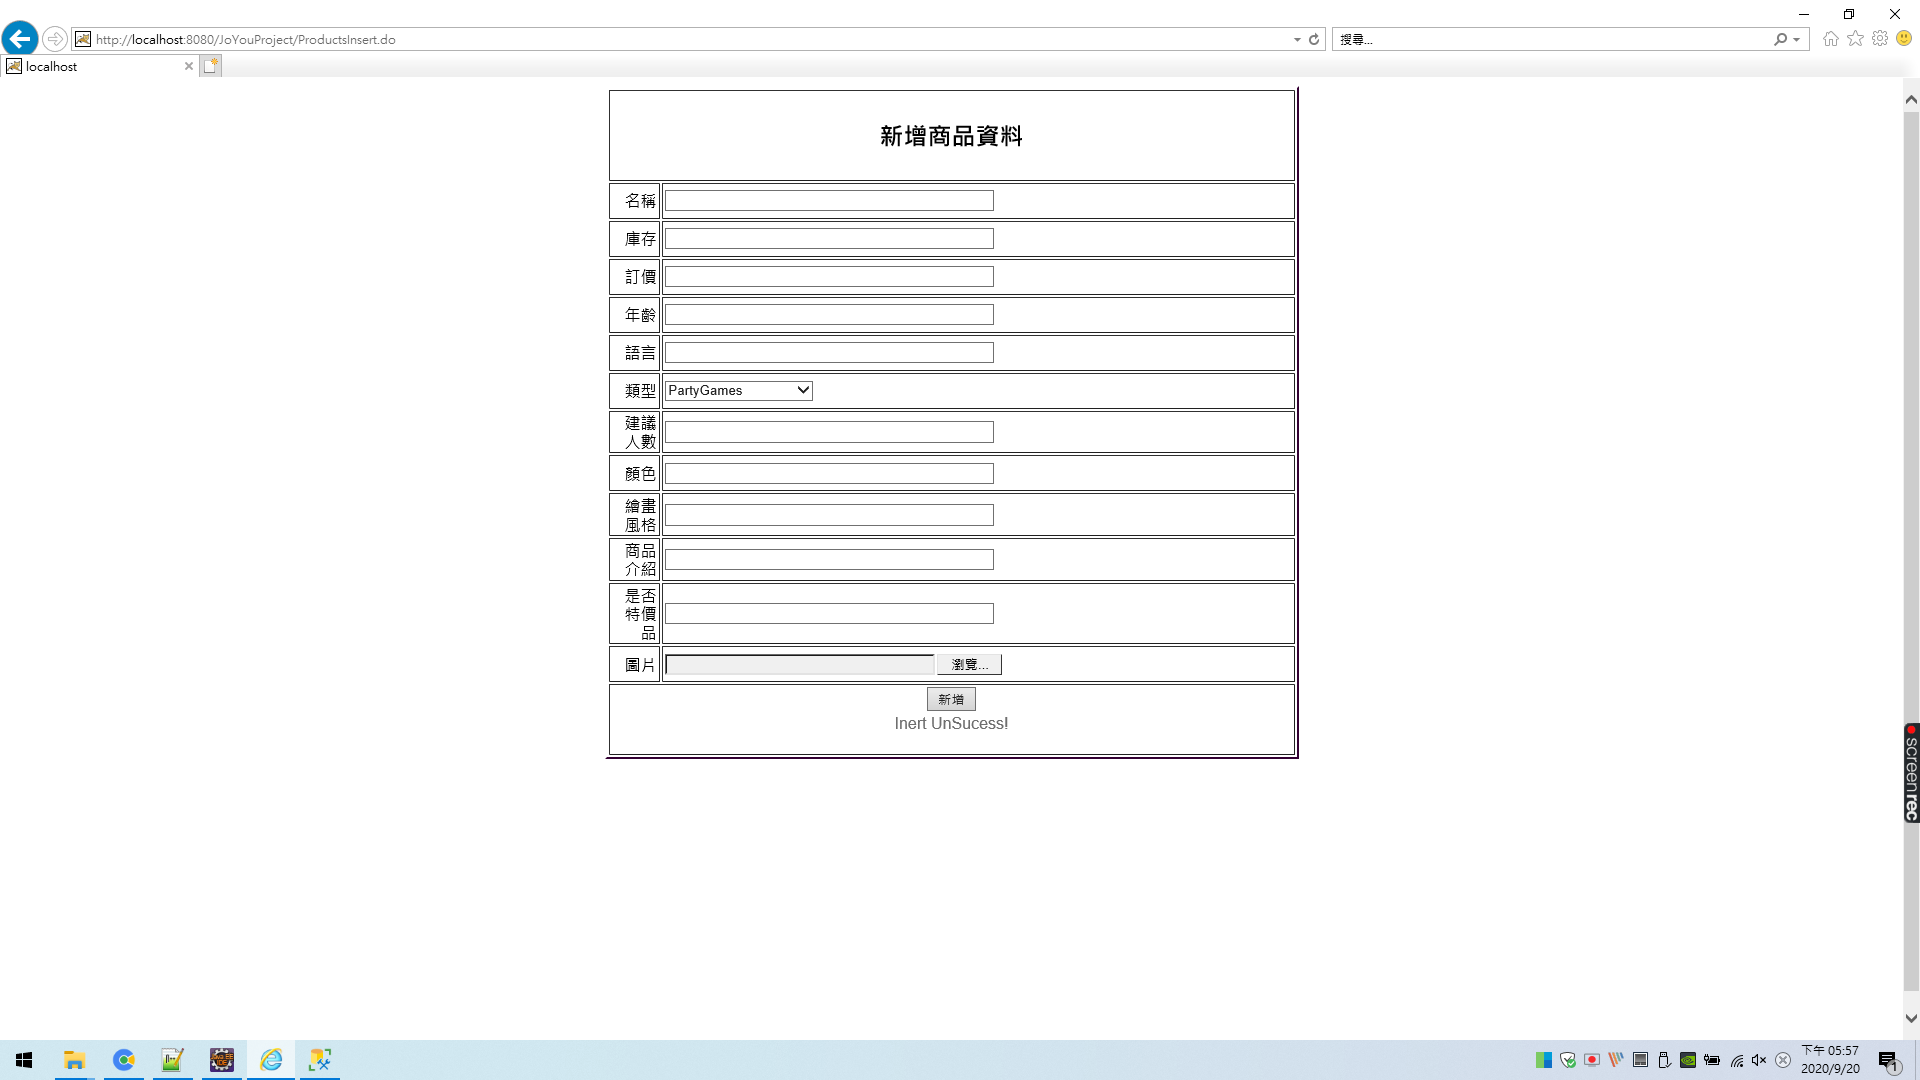 http://localhost:8080/JoYouProject/ProductsInsert.do
搜尋...
localhost
新增商品資料
名稱
庫存
訂價
年齡
語言
類型
PartyGames
建議
人數
顏色
繪畫
風格
商品
介紹
是否
特價
品
圖片
瀏覽...
新增
Inert UnSucess!
screenrec
下午 05:57
2020/9/20
1